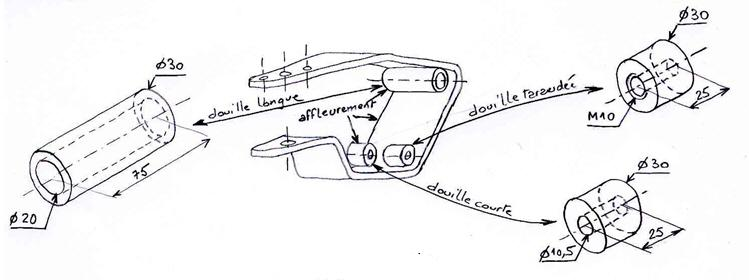 Ø30
douille longue
affleurement
douille taraudée
Ø30
25
M10
75
Ø20
douille courte
Ø30
25
Ø10,5